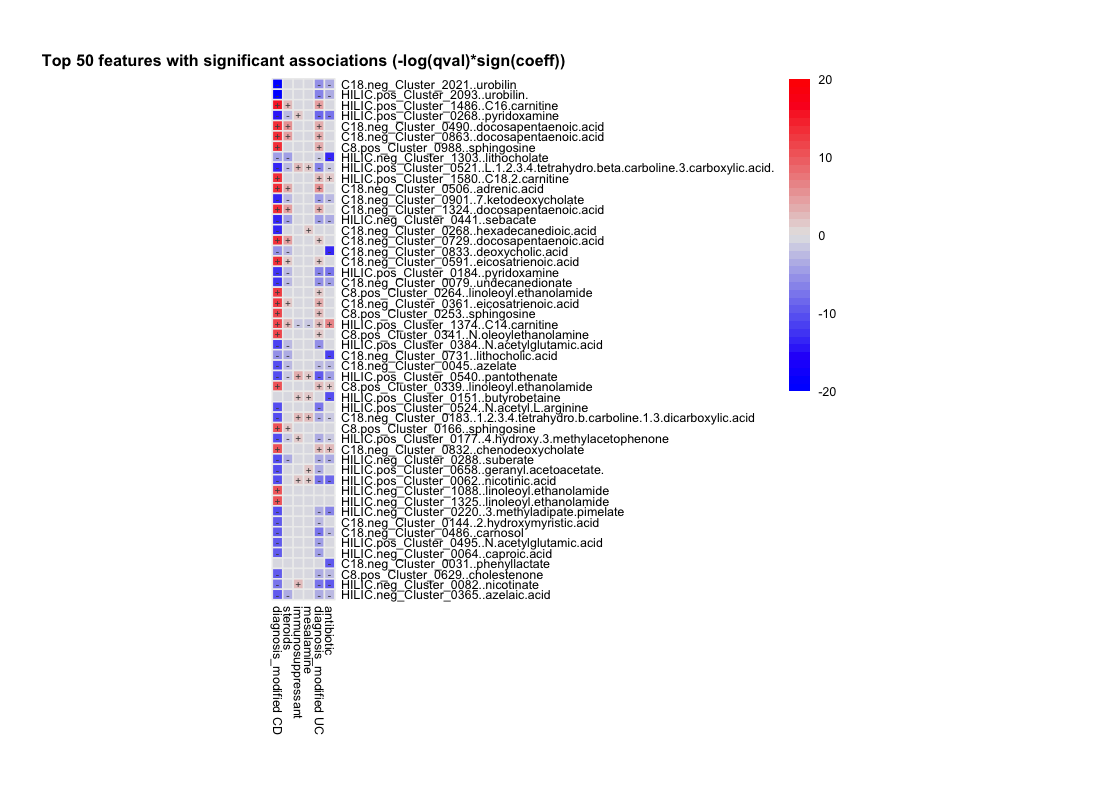 Top 50 features with significant associations (-log(qval)*sign(coeff))
C18.neg_Cluster_2021..urobilin
HILIC.pos_Cluster_2093..urobilin.
HILIC.pos_Cluster_1486..C16.carnitine
HILIC.pos_Cluster_0268..pyridoxamine
C18.neg_Cluster_0490..docosapentaenoic.acid
C18.neg_Cluster_0863..docosapentaenoic.acid
C8.pos_Cluster_0988..sphingosine
HILIC.neg_Cluster_1303..lithocholate
HILIC.pos_Cluster_0521..L.1.2.3.4.tetrahydro.beta.carboline.3.carboxylic.acid.
HILIC.pos_Cluster_1580..C18.2.carnitine
C18.neg_Cluster_0506..adrenic.acid
C18.neg_Cluster_0901..7.ketodeoxycholate
C18.neg_Cluster_1324..docosapentaenoic.acid
HILIC.neg_Cluster_0441..sebacate
C18.neg_Cluster_0268..hexadecanedioic.acid
C18.neg_Cluster_0729..docosapentaenoic.acid
C18.neg_Cluster_0833..deoxycholic.acid
C18.neg_Cluster_0591..eicosatrienoic.acid
HILIC.pos_Cluster_0184..pyridoxamine
C18.neg_Cluster_0079..undecanedionate
C8.pos_Cluster_0264..linoleoyl.ethanolamide
C18.neg_Cluster_0361..eicosatrienoic.acid
C8.pos_Cluster_0253..sphingosine
HILIC.pos_Cluster_1374..C14.carnitine
C8.pos_Cluster_0341..N.oleoylethanolamine
HILIC.pos_Cluster_0384..N.acetylglutamic.acid
C18.neg_Cluster_0731..lithocholic.acid
C18.neg_Cluster_0045..azelate
HILIC.pos_Cluster_0540..pantothenate
C8.pos_Cluster_0339..linoleoyl.ethanolamide
HILIC.pos_Cluster_0151..butyrobetaine
HILIC.pos_Cluster_0524..N.acetyl.L.arginine
C18.neg_Cluster_0183..1.2.3.4.tetrahydro.b.carboline.1.3.dicarboxylic.acid
C8.pos_Cluster_0166..sphingosine
HILIC.pos_Cluster_0177..4.hydroxy.3.methylacetophenone
C18.neg_Cluster_0832..chenodeoxycholate
HILIC.neg_Cluster_0288..suberate
HILIC.pos_Cluster_0658..geranyl.acetoacetate.
HILIC.pos_Cluster_0062..nicotinic.acid
HILIC.neg_Cluster_1088..linoleoyl.ethanolamide
HILIC.neg_Cluster_1325..linoleoyl.ethanolamide
HILIC.neg_Cluster_0220..3.methyladipate.pimelate
C18.neg_Cluster_0144..2.hydroxymyristic.acid
C18.neg_Cluster_0486..carnosol
HILIC.pos_Cluster_0495..N.acetylglutamic.acid
HILIC.neg_Cluster_0064..caproic.acid
C18.neg_Cluster_0031..phenyllactate
C8.pos_Cluster_0629..cholestenone
HILIC.neg_Cluster_0082..nicotinate
HILIC.neg_Cluster_0365..azelaic.acid
diagnosis_modified CD
steroids
immunosuppressant
mesalamine
diagnosis_modified UC
antibiotic
20
10
0
-10
-20